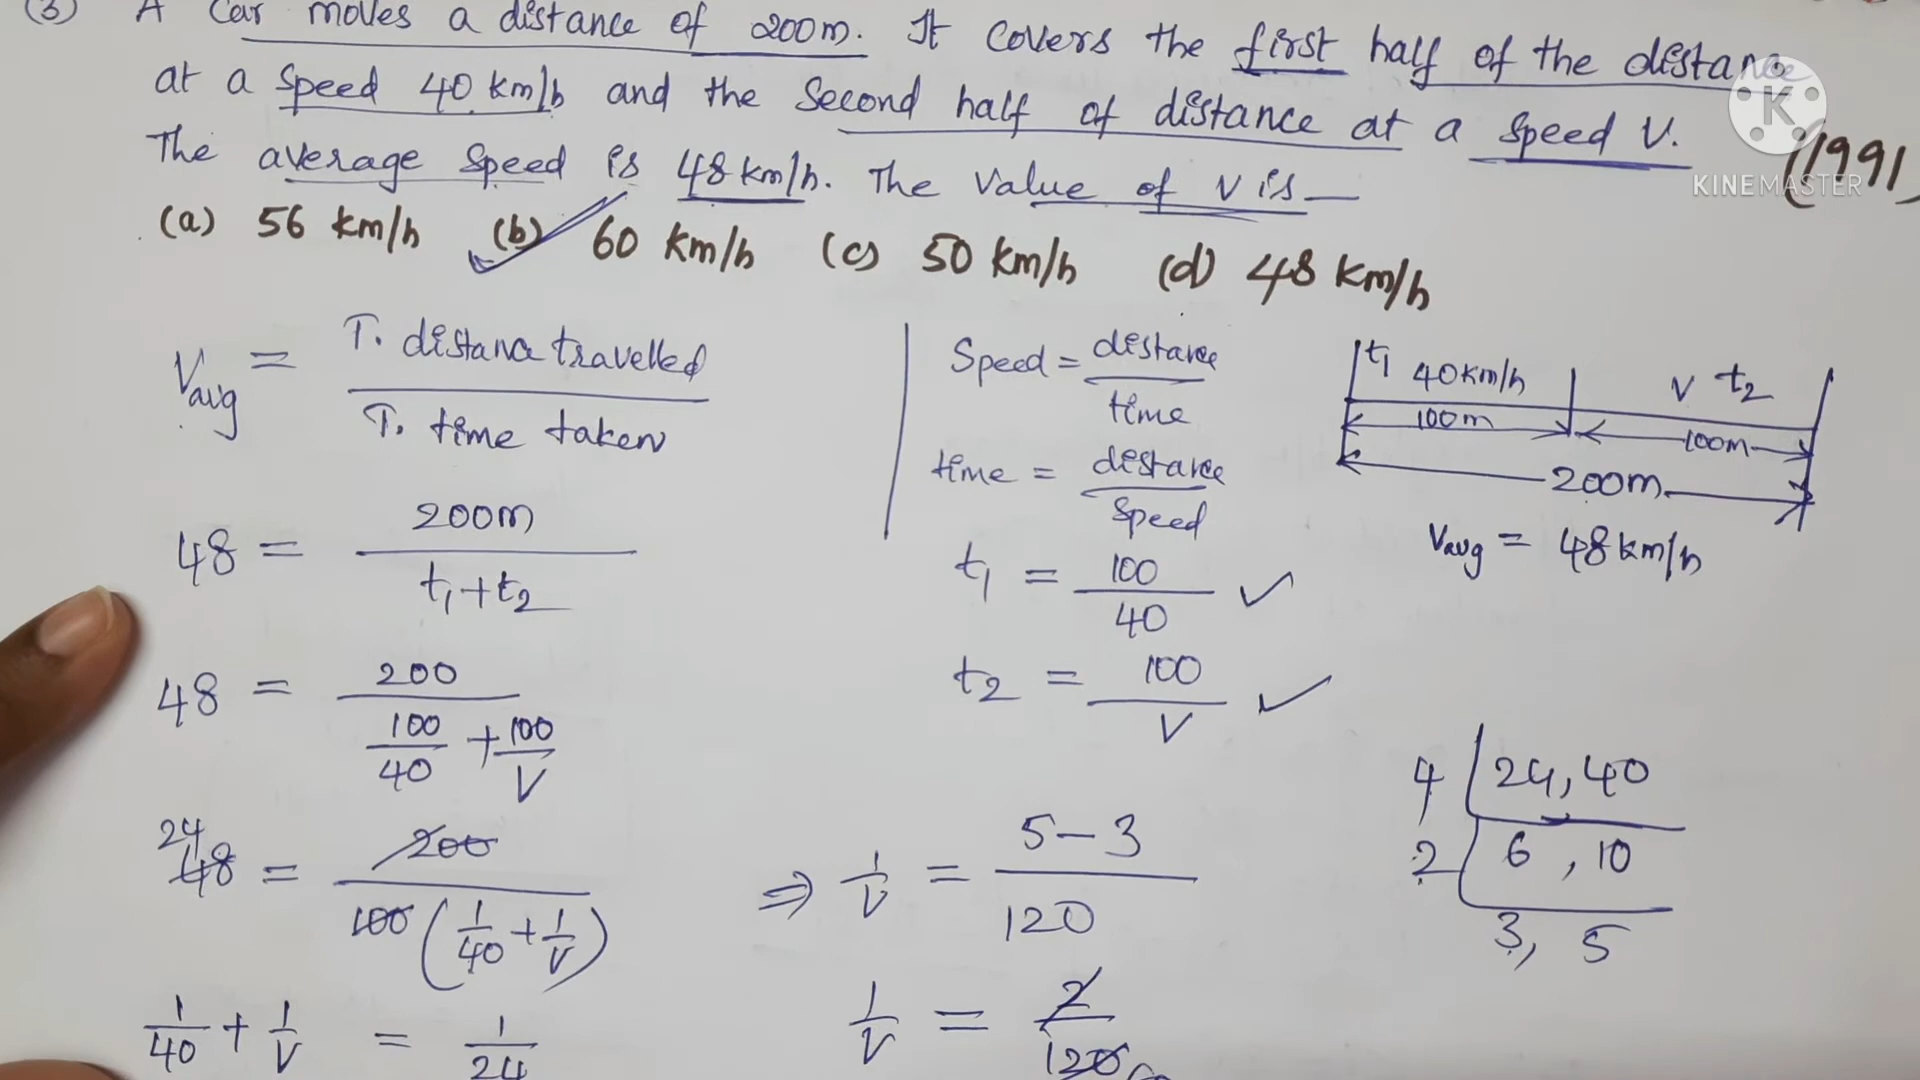 (3) A Car moves a distance of 200m. It covers the first half of the distance
at a speed 40 km/h and the second half of distance at a speed V.
The average speed is 48 km/h. The value of V is —
(1991)
K
KINEMASTER
(a) 56 km/h (b) 60 km/h (c) 50 km/h (d) 48 km/h
Vavg = T. distance travelled / T. time taken
48 = 200m / t1 + t2
48 = 200 / 100/40 + 100/V
24
48 = 200 / 100 (1/40 + 1/V)
1/40 + 1/V = 1/24
Speed = distance / time
time = distance / Speed
t1 = 100 / 40 ✓
t2 = 100 / V ✓
⇒ 1/V = 5 - 3 / 120
1/V = 2 / 120
t1 40km/h V t2
100m 100m
200m
Vavg = 48 km/h
4 | 24, 40
2 | 6, 10
3, 5